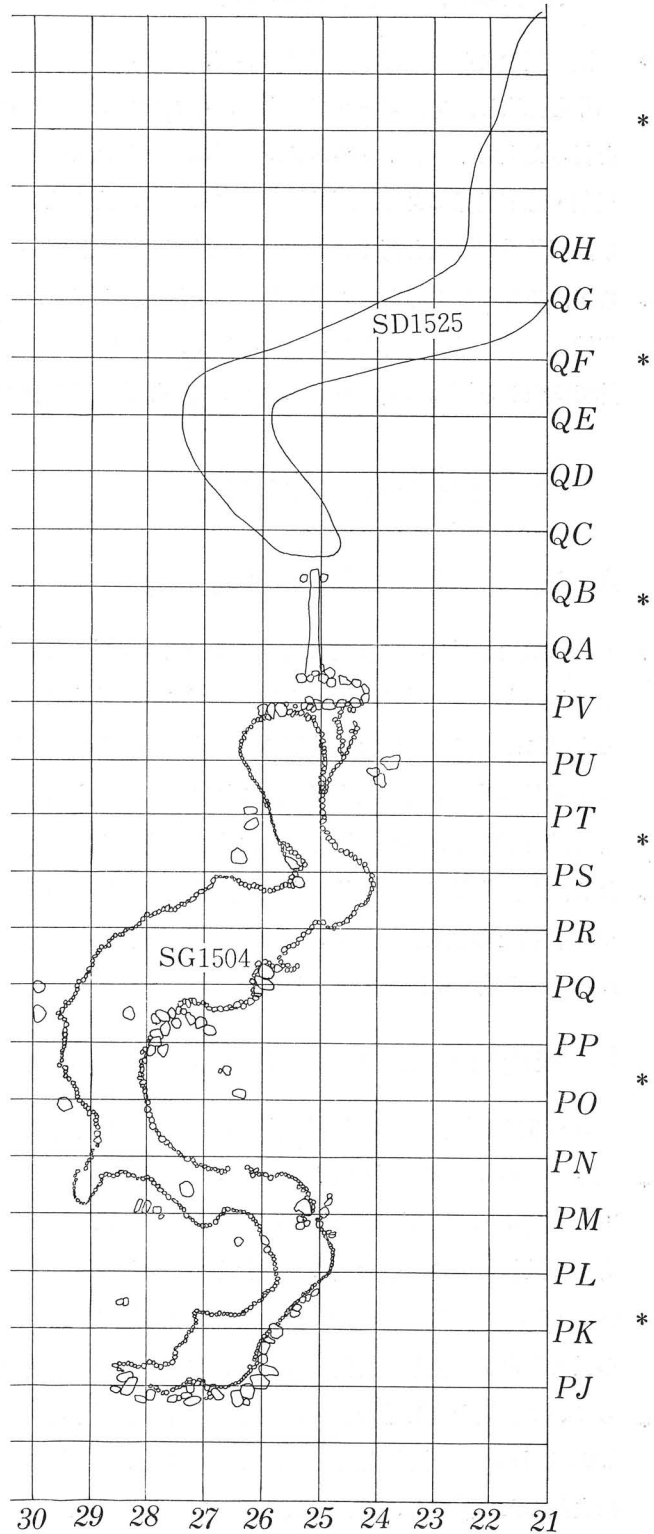 *
QH
QG
SD1525
QF *
QE
QD
QC
QB *
QA
PV
PU
PT
*
PS
PR
SG1504
PQ
PP
*
PO
PN
PM
PL
*
PK
PJ
30 29 28 27 26 25 24 23 22 21